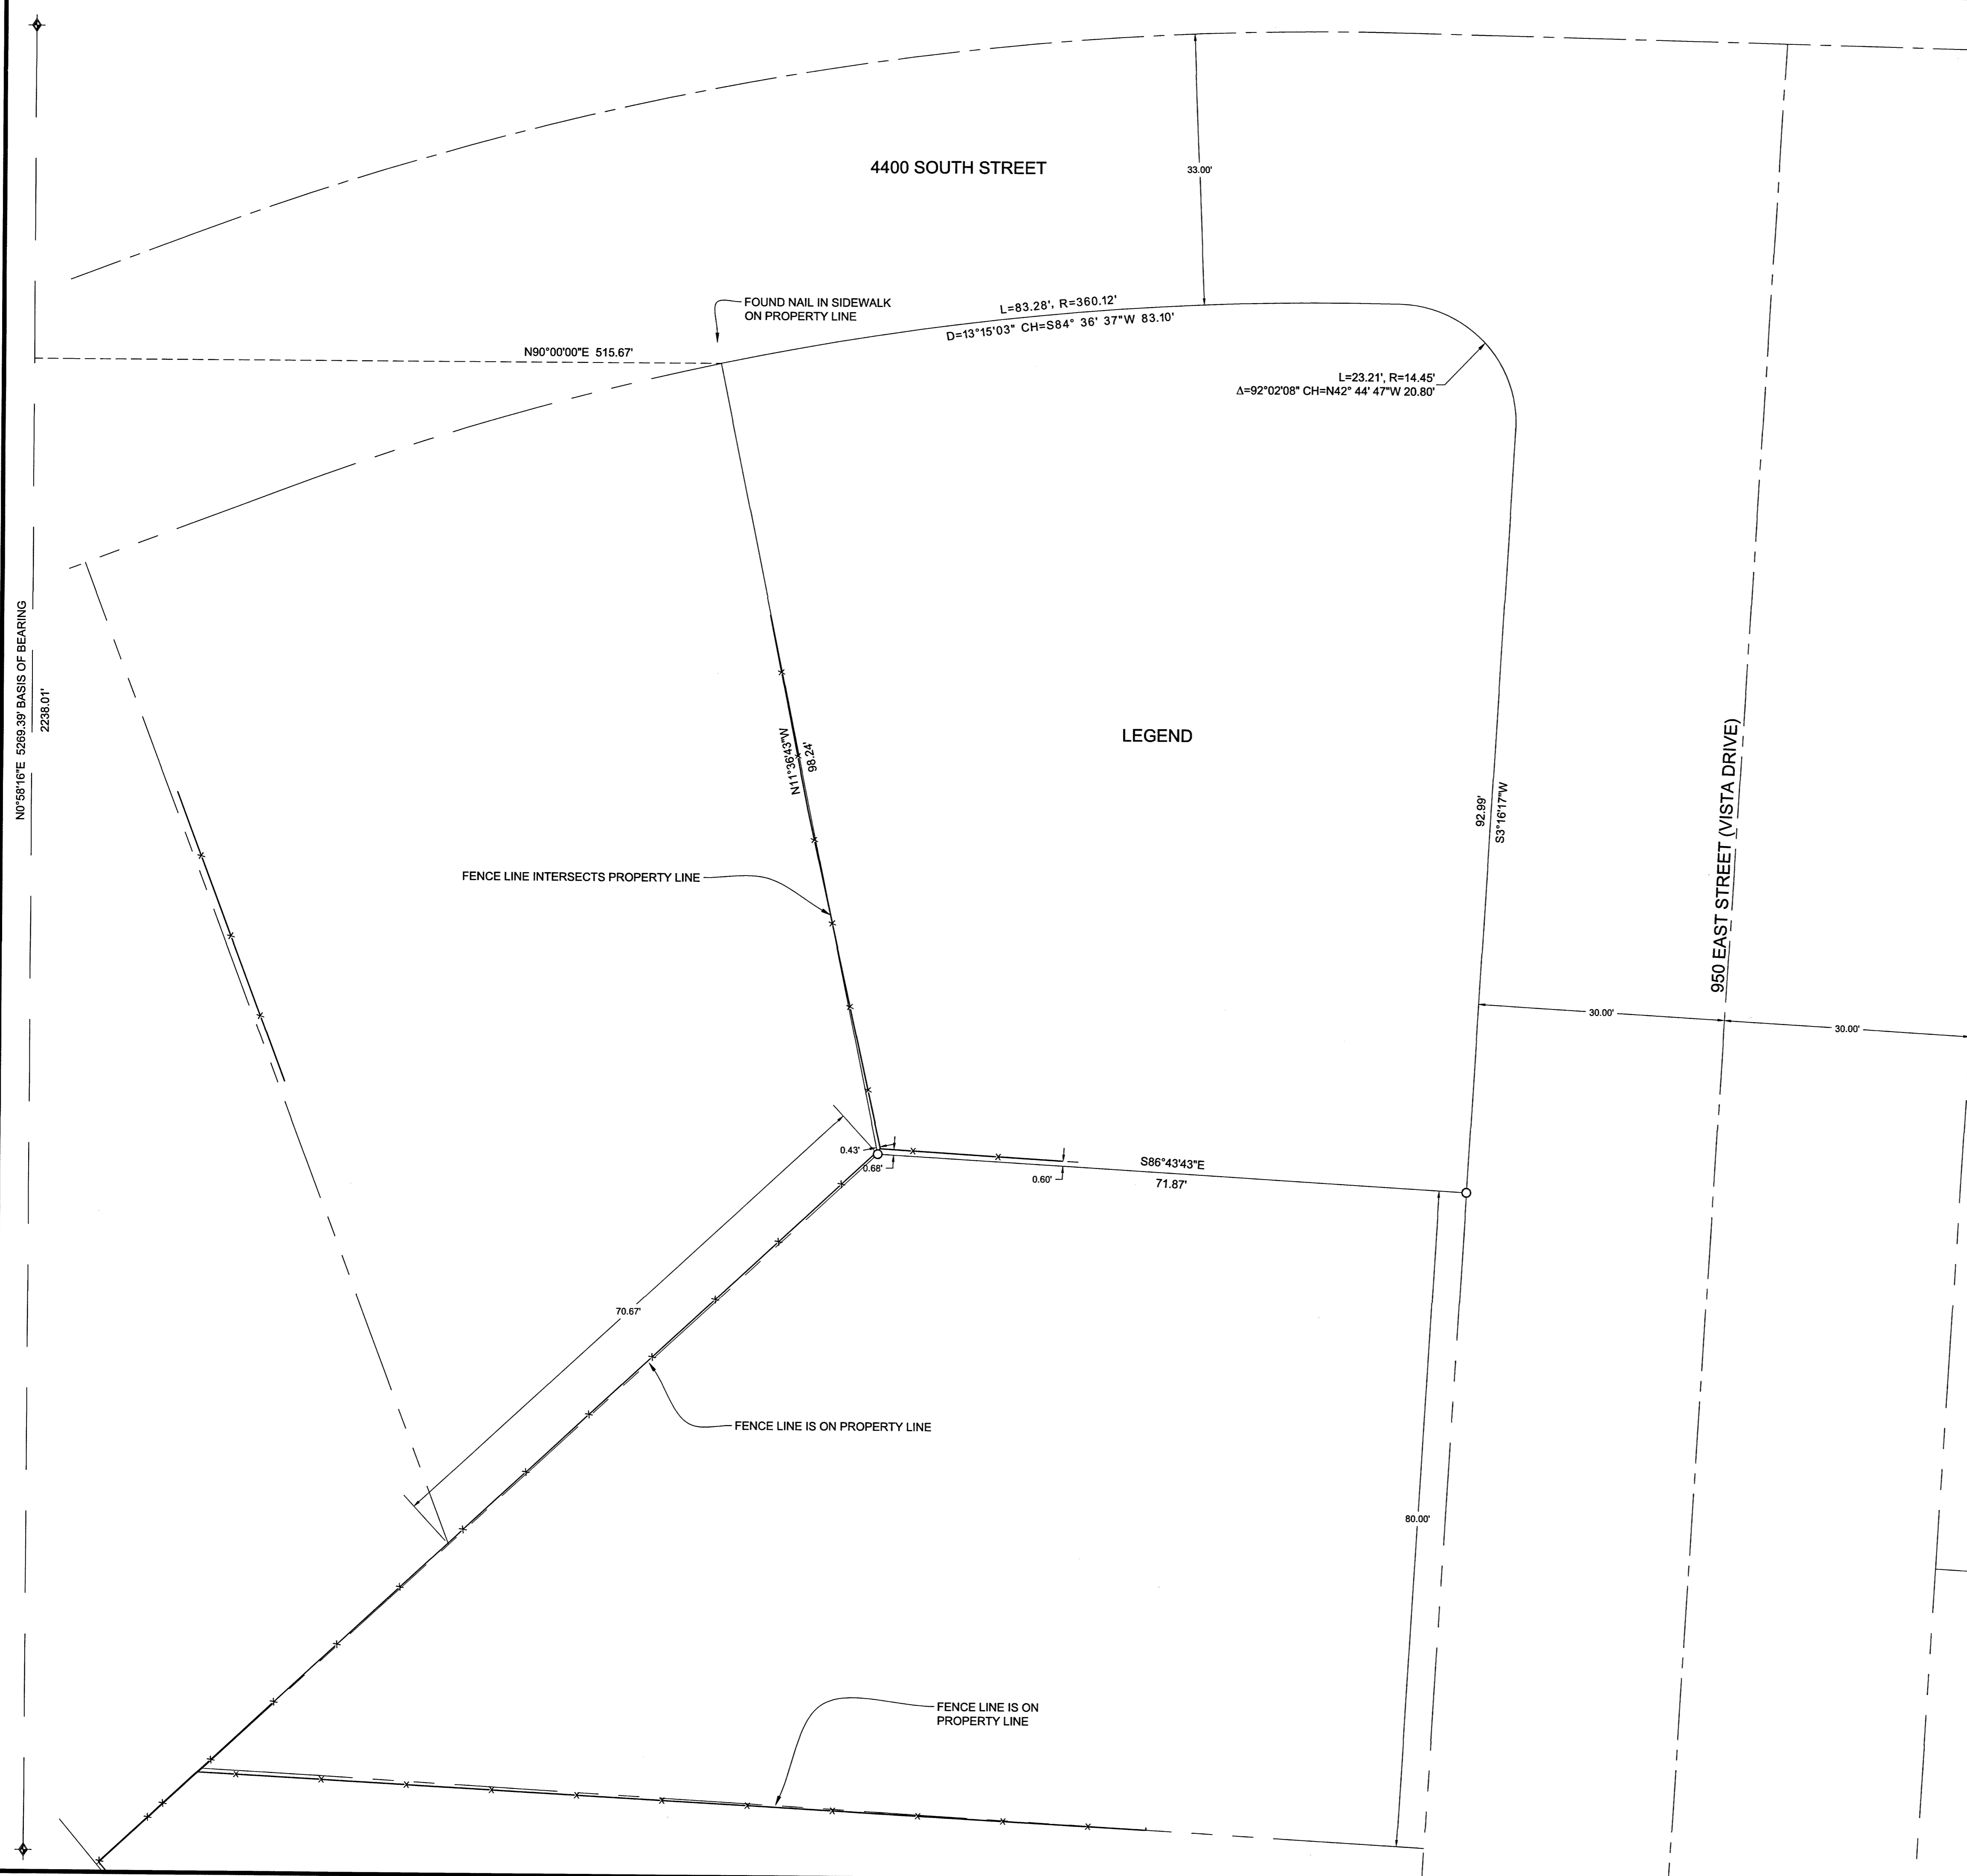 4400 SOUTH STREET
33.00'
FOUND NAIL IN SIDEWALK
ON PROPERTY LINE
L=83.28', R=360.12'
D=13°15'03" CH=S84° 36' 37"W 83.10'
N90°00'00"E 515.67'
L=23.21', R=14.45'
Δ=92°02'08" CH=N42° 44' 47"W 20.80'
N0°58'16"E 5269.39' BASIS OF BEARING
2238.01'
N11°36'43"W
98.24'
LEGEND
92.99'
S3°16'17"W
950 EAST STREET (VISTA DRIVE)
FENCE LINE INTERSECTS PROPERTY LINE
30.00'
30.00'
0.43'
0.68'
0.60'
S86°43'43"E
71.87'
70.67'
FENCE LINE IS ON PROPERTY LINE
80.00'
FENCE LINE IS ON
PROPERTY LINE